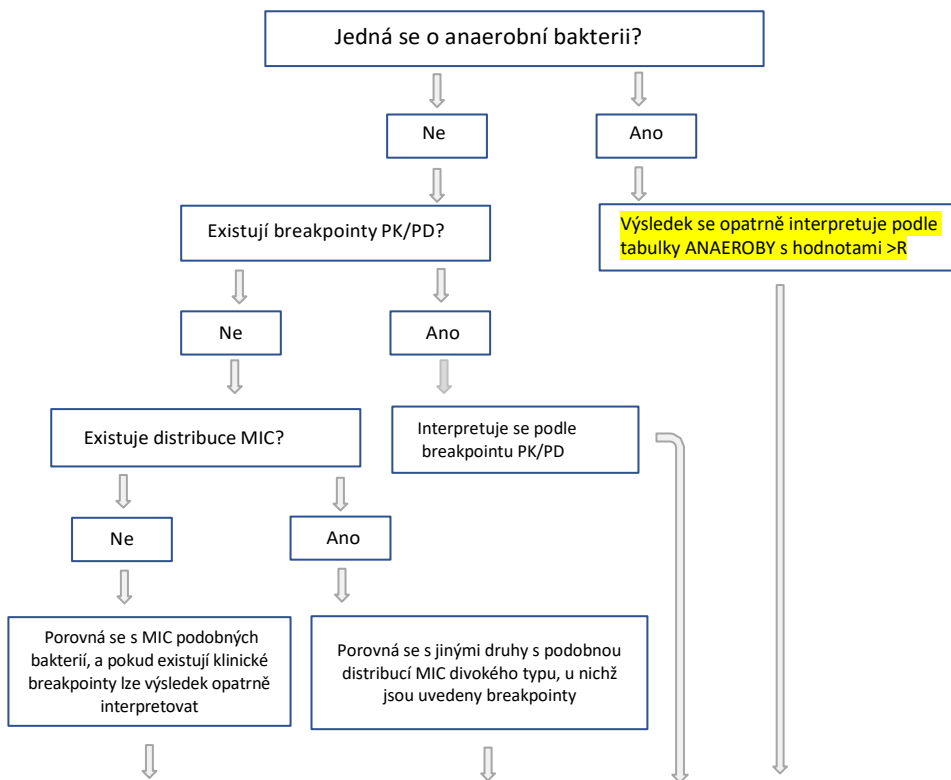 Jedná se o anaerobní bakterii?
Ne
Ano
Existují breakpointy PK/PD?
Výsledek se opatrně interpretuje podle
tabulky ANAEROBY s hodnotami >R
Ne
Ano
Existuje distribuce MIC?
Interpretuje se podle
breakpointu PK/PD
Ne
Ano
Porovná se s MIC podobných
bakterií, a pokud existují klinické
breakpointy lze výsledek opatrně
interpretovat
Porovná se s jinými druhy s podobnou
distribucí MIC divokého typu, u nichž
jsou uvedeny breakpointy